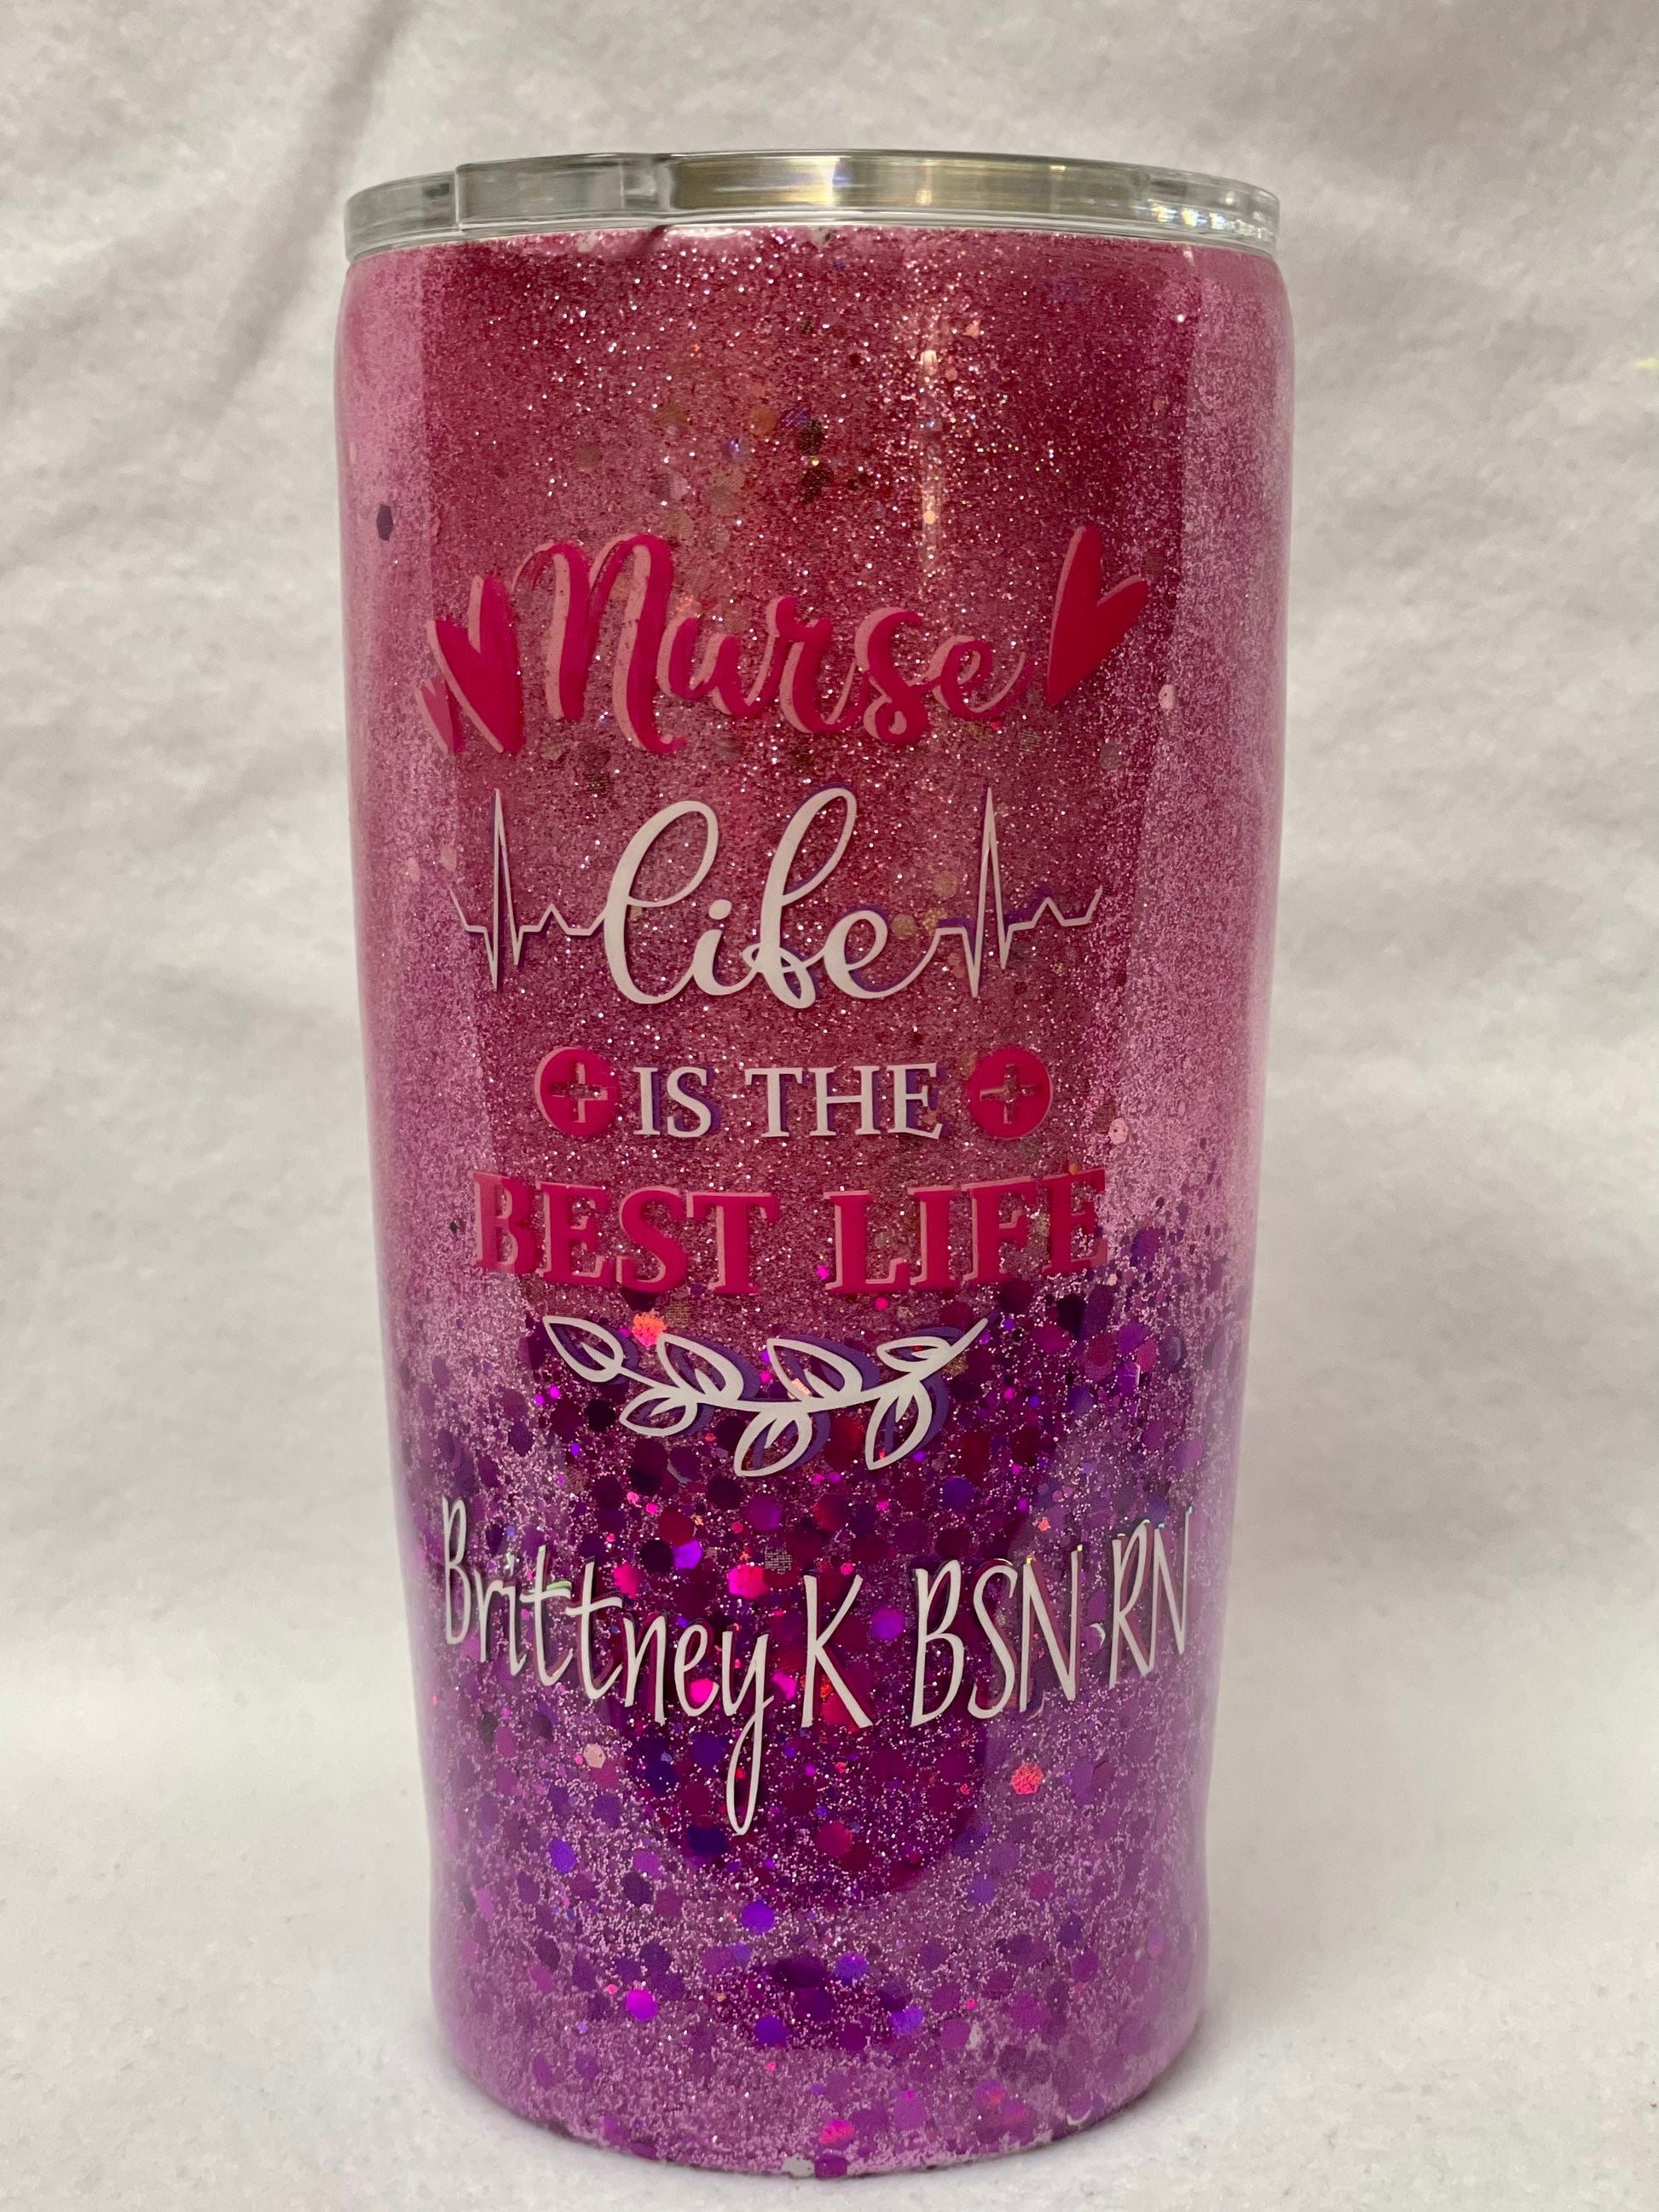 Nurse
life
IS THE
BEST LIFE
Brittney K BSN RN